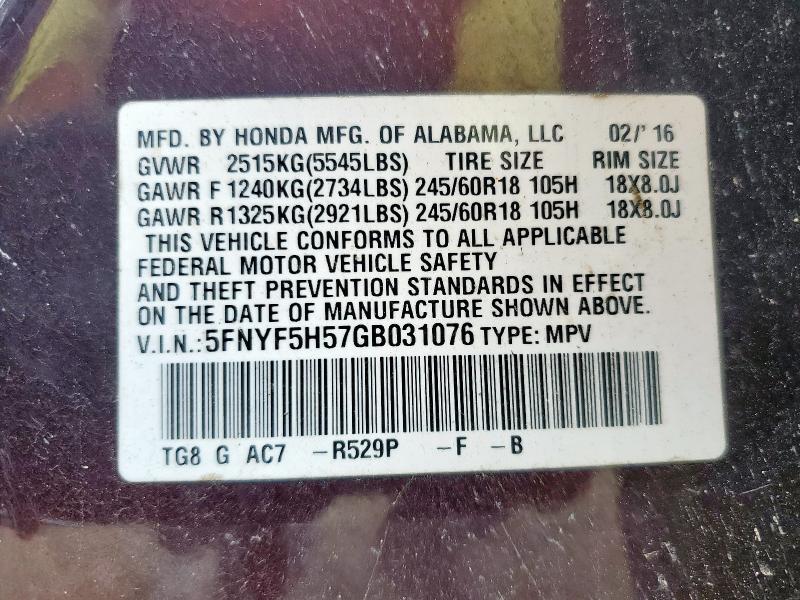 MFD. BY HONDA MFG. OF ALABAMA, LLC 02/'16
GVWR 2515KG(5545LBS) TIRE SIZE RIM SIZE
GAWR F 1240KG(2734LBS) 245/60R18 105H 18X8.0J
GAWR R1325KG(2921LBS) 245/60R18 105H 18X8.0J
THIS VEHICLE CONFORMS TO ALL APPLICABLE
FEDERAL MOTOR VEHICLE SAFETY
AND THEFT PREVENTION STANDARDS IN EFFECT
ON THE DATE OF MANUFACTURE SHOWN ABOVE.
V.I.N.: 5FNYF5H57GB031076 TYPE: MPV
TG8 G AC7 -R529P -F -B